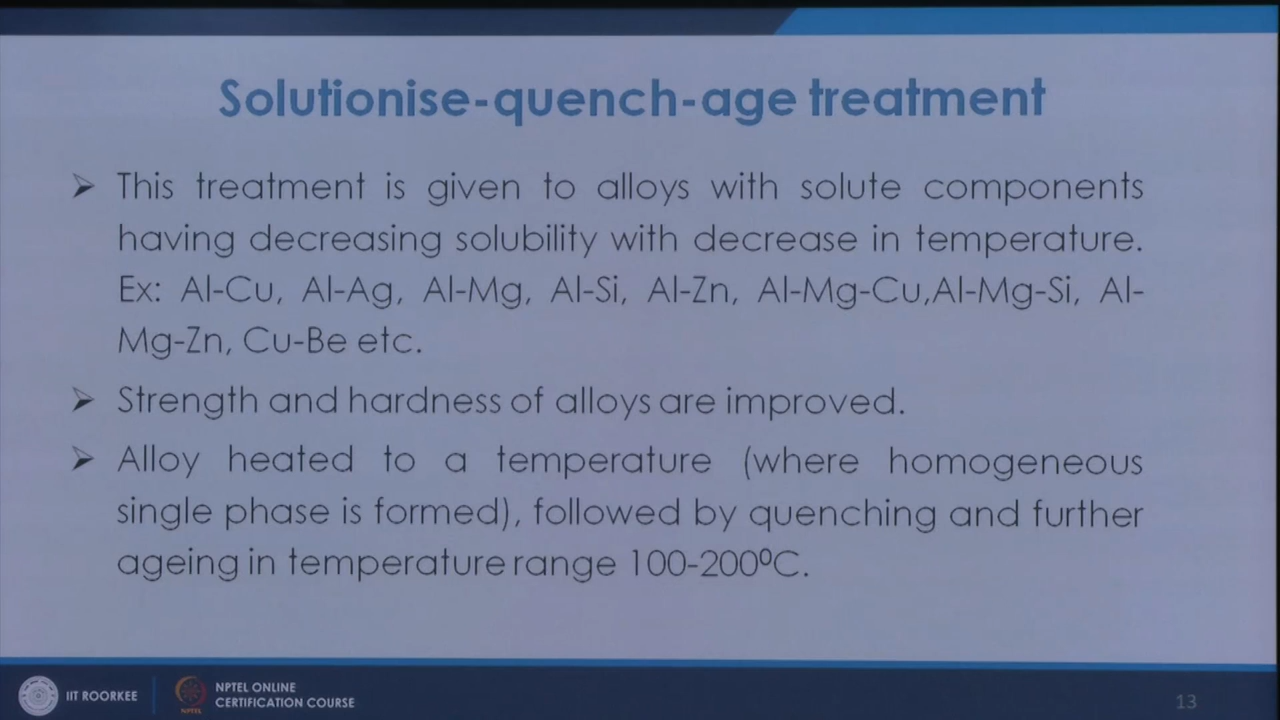 Solutionise-quench-age treatment
➢ This treatment is given to alloys with solute components
having decreasing solubility with decrease in temperature.
Ex: Al-Cu, Al-Ag, Al-Mg, Al-Si, Al-Zn, Al-Mg-Cu,Al-Mg-Si, Al-
Mg-Zn, Cu-Be etc.
➢ Strength and hardness of alloys are improved.
➢ Alloy heated to a temperature (where homogeneous
single phase is formed), followed by quenching and further
ageing in temperature range 100-200⁰C.
IIT ROORKEE
NPTEL
NPTEL ONLINE
CERTIFICATION COURSE
13